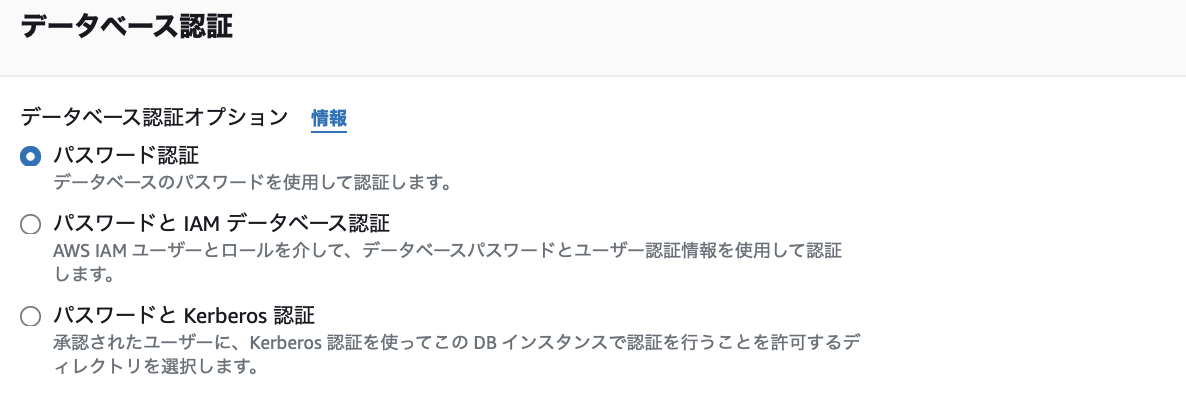 データベース認証
データベース認証オプション 情報
パスワード認証
データベースのパスワードを使用して認証します。
パスワードと IAM データベース認証
AWS IAM ユーザーとロールを介して、データベースパスワードとユーザー認証情報を使用して認証
します。
パスワードと Kerberos 認証
承認されたユーザーに、Kerberos 認証を使ってこの DB インスタンスで認証を行うことを許可するデ
ィレクトリを選択します。